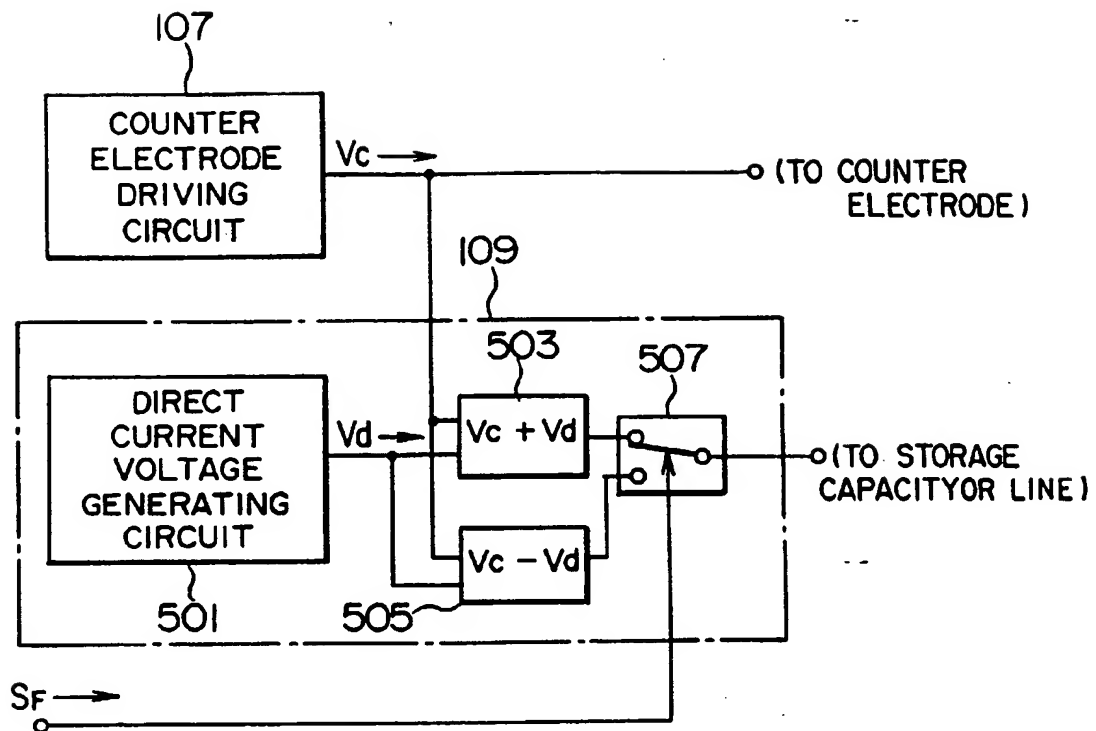 107
COUNTER
ELECTRODE
DRIVING
CIRCUIT
Vc
(TO COUNTER
ELECTRODE)
109
DIRECT
CURRENT
VOLTAGE
GENERATING
CIRCUIT
501
Vd
503
Vc + Vd
507
(TO STORAGE
CAPACITYOR LINE)
Vc - Vd
505
SF